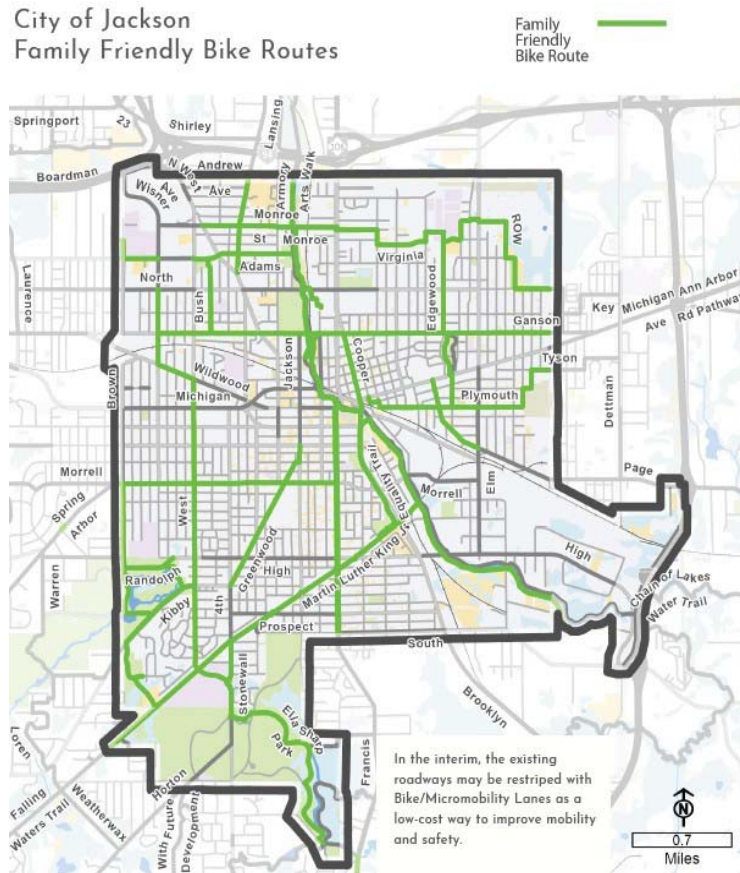 City of Jackson
Family Friendly Bike Routes
Family
Friendly
Bike Route
Springport
23
Shirley
Lansing
Boardman
N West
Andrew
Ave
Wisner
Ave
Armory
Arts Walk
Monroe
St
Monroe
ROW
Virginia
Adams
North
Laurence
Bush
Edgewood
Key
Michigan
Ann Arbor
Ave
Rd Pathway
Ganson
Tyson
Cooper
Jackson
Wildwood
Michigan
Brown
Plymouth
Dettman
Morrell
Spring
Arbor
West
Equality Trail
Morrell
Elm
Page
Greenwood
High
High
Warren
Randolph
Kibby
4th
Martin Luther King Jr
Chain of Lakes
Water Trail
Prospect
South
Stonewall
Brooklyn
Ella Sharp
Park
Francis
Loren
Horton
Falling
Waters Trail
Weatherwax
With Future
Development
In the interim, the existing
roadways may be restriped with
Bike/Micromobility Lanes as a
low-cost way to improve mobility
and safety.
N
0.7
Miles